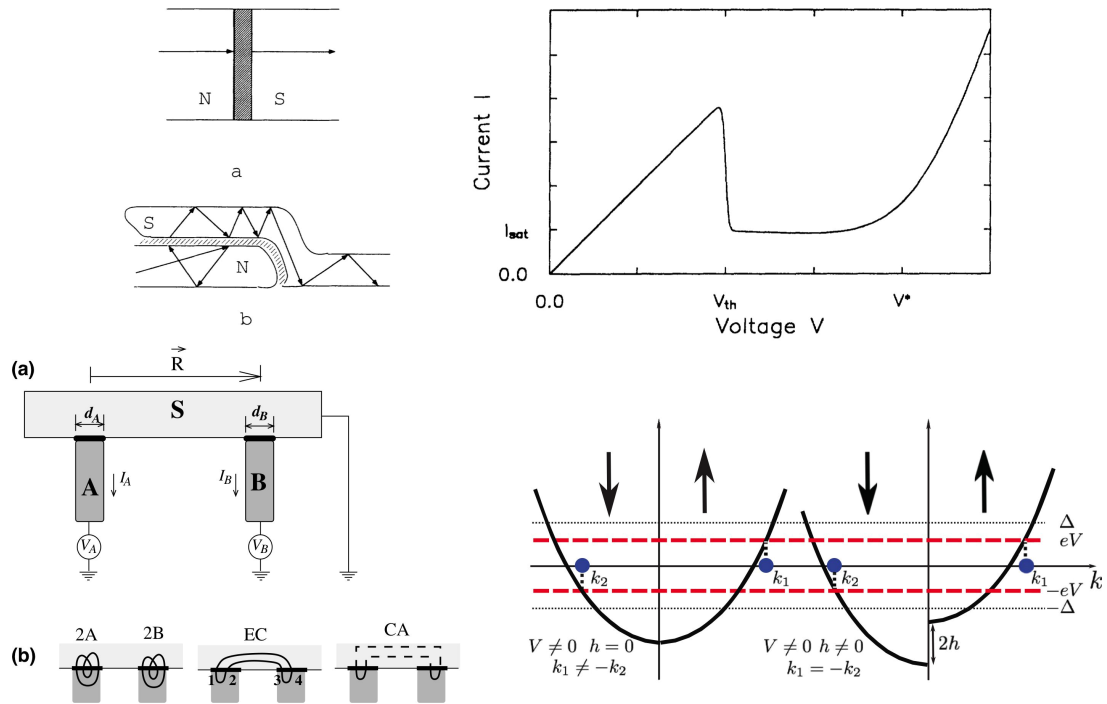 N S
a
S
N
b
Current I
I_sat
0.0
0.0 V_th V*
Voltage V
(a)
R
d_A S d_B
A I_A I_B B
V_A V_B
(b)
2A 2B EC CA
1 2 3 4
Δ
eV
k_2 k_1 k_2 k_1 k
-eV
-Δ
V ≠ 0 h = 0 V ≠ 0 h ≠ 0 2h
k_1 ≠ -k_2 k_1 = -k_2